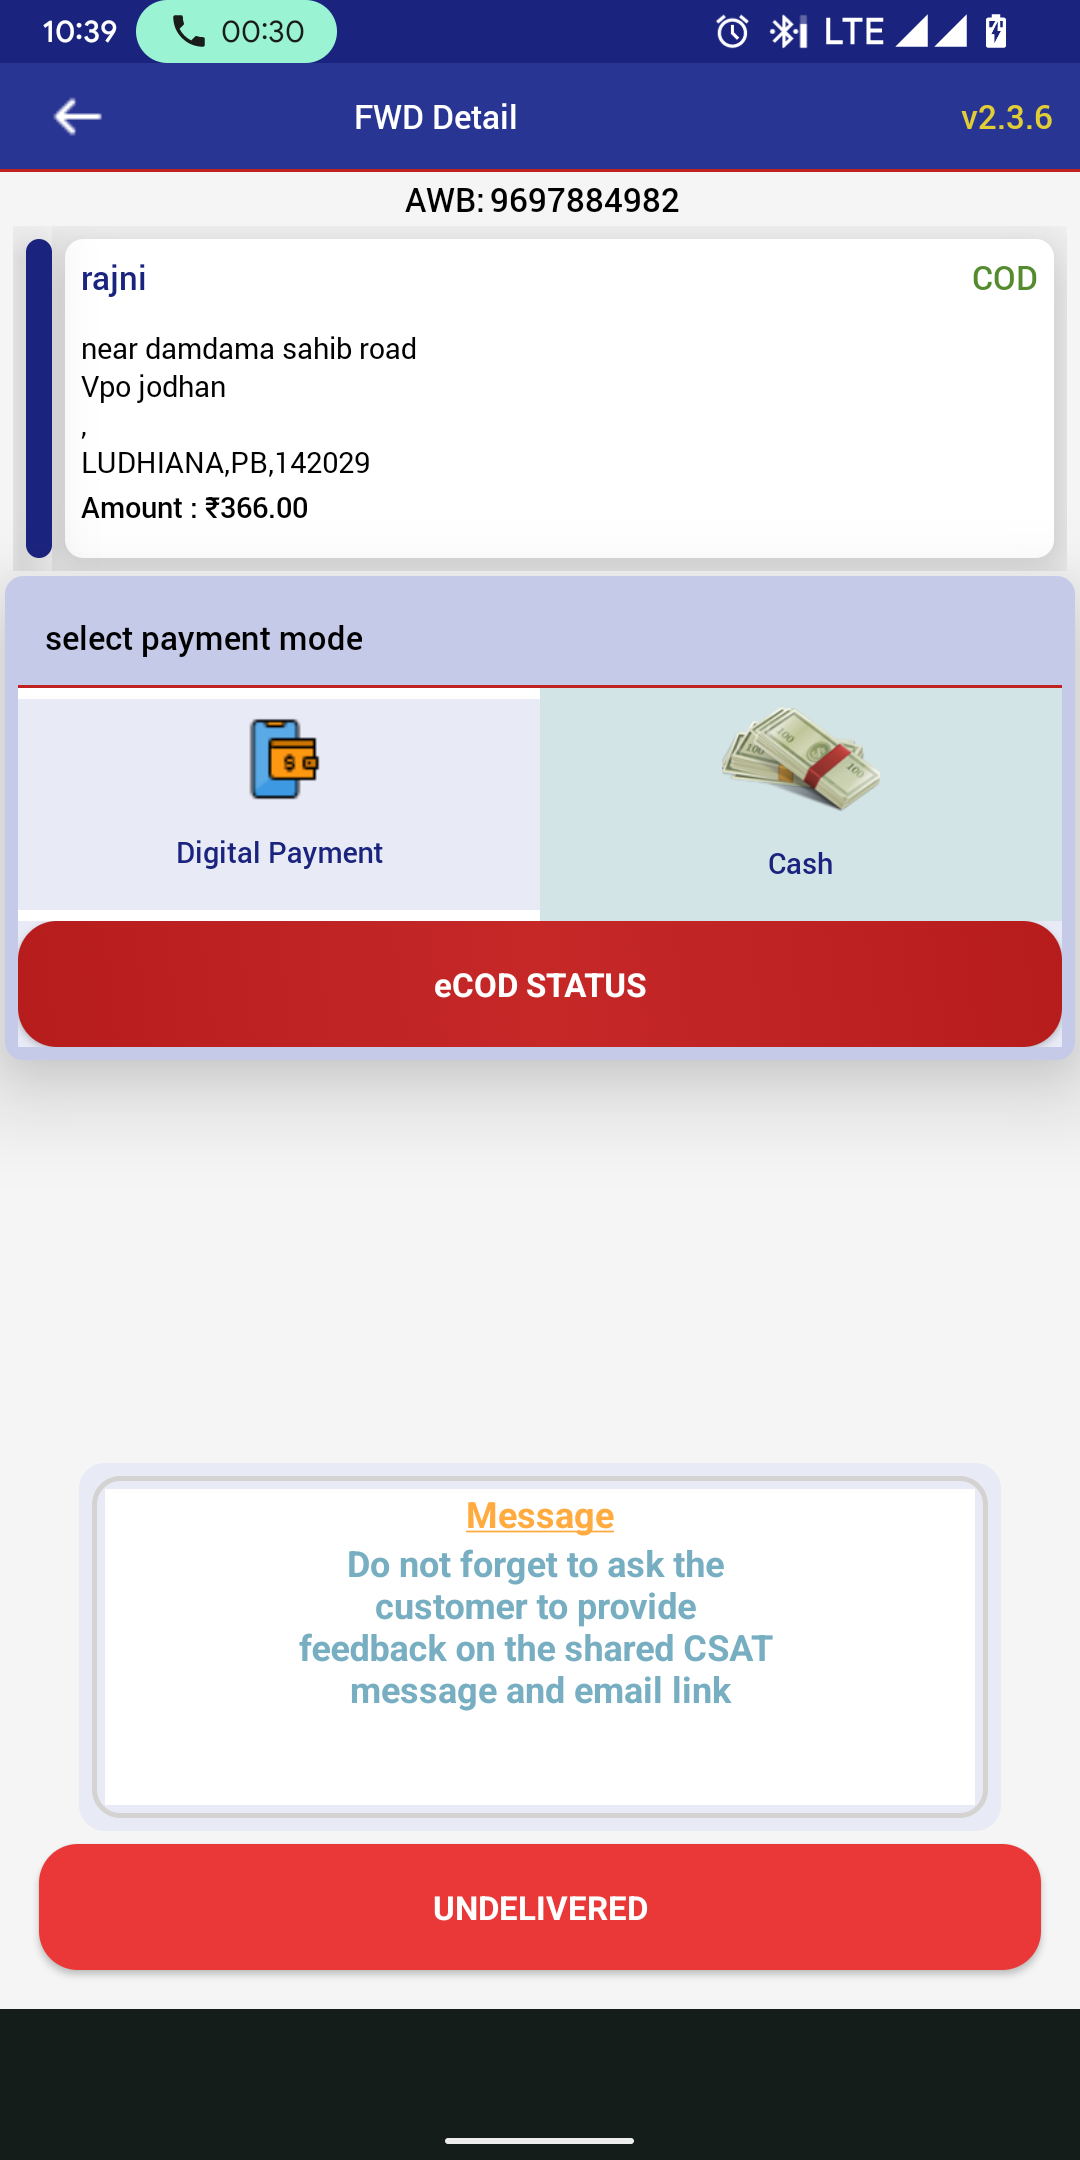 10:39 00:30 LTE
FWD Detail v2.3.6
AWB: 9697884982
rajni COD
near damdama sahib road
Vpo jodhan
,
LUDHIANA,PB,142029
Amount : ₹366.00
select payment mode
Digital Payment
Cash
eCOD STATUS
Message
Do not forget to ask the
customer to provide
feedback on the shared CSAT
message and email link
UNDELIVERED